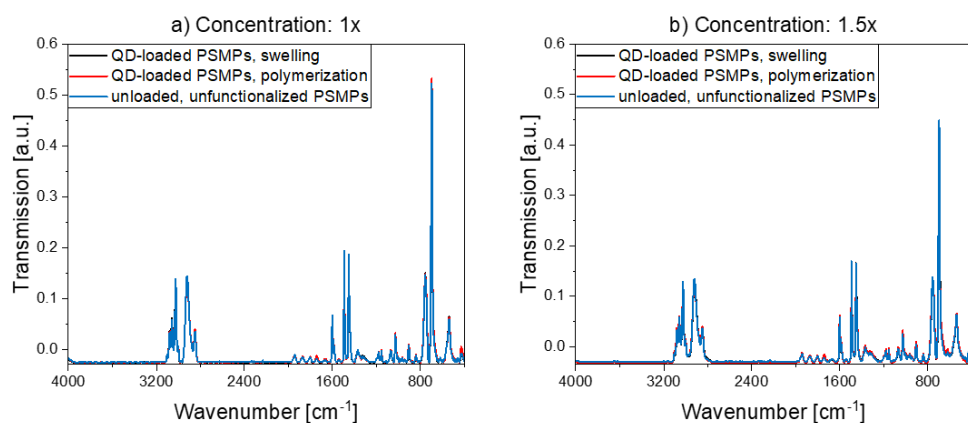 a) Concentration: 1x
QD-loaded PSMPs, swelling
QD-loaded PSMPs, polymerization
unloaded, unfunctionalized PSMPs
Transmission [a.u.]
0.6
0.5
0.4
0.3
0.2
0.1
0.0
4000 3200 2400 1600 800
Wavenumber [cm⁻¹]
b) Concentration: 1.5x
QD-loaded PSMPs, swelling
QD-loaded PSMPs, polymerization
unloaded, unfunctionalized PSMPs
Transmission [a.u.]
0.6
0.5
0.4
0.3
0.2
0.1
0.0
4000 3200 2400 1600 800
Wavenumber [cm⁻¹]